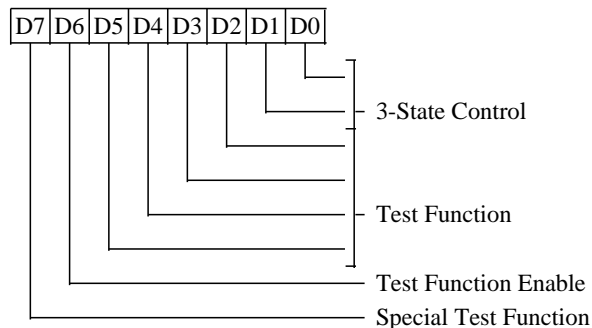 D7 D6 D5 D4 D3 D2 D1 D0
3-State Control
Test Function
Test Function Enable
Special Test Function